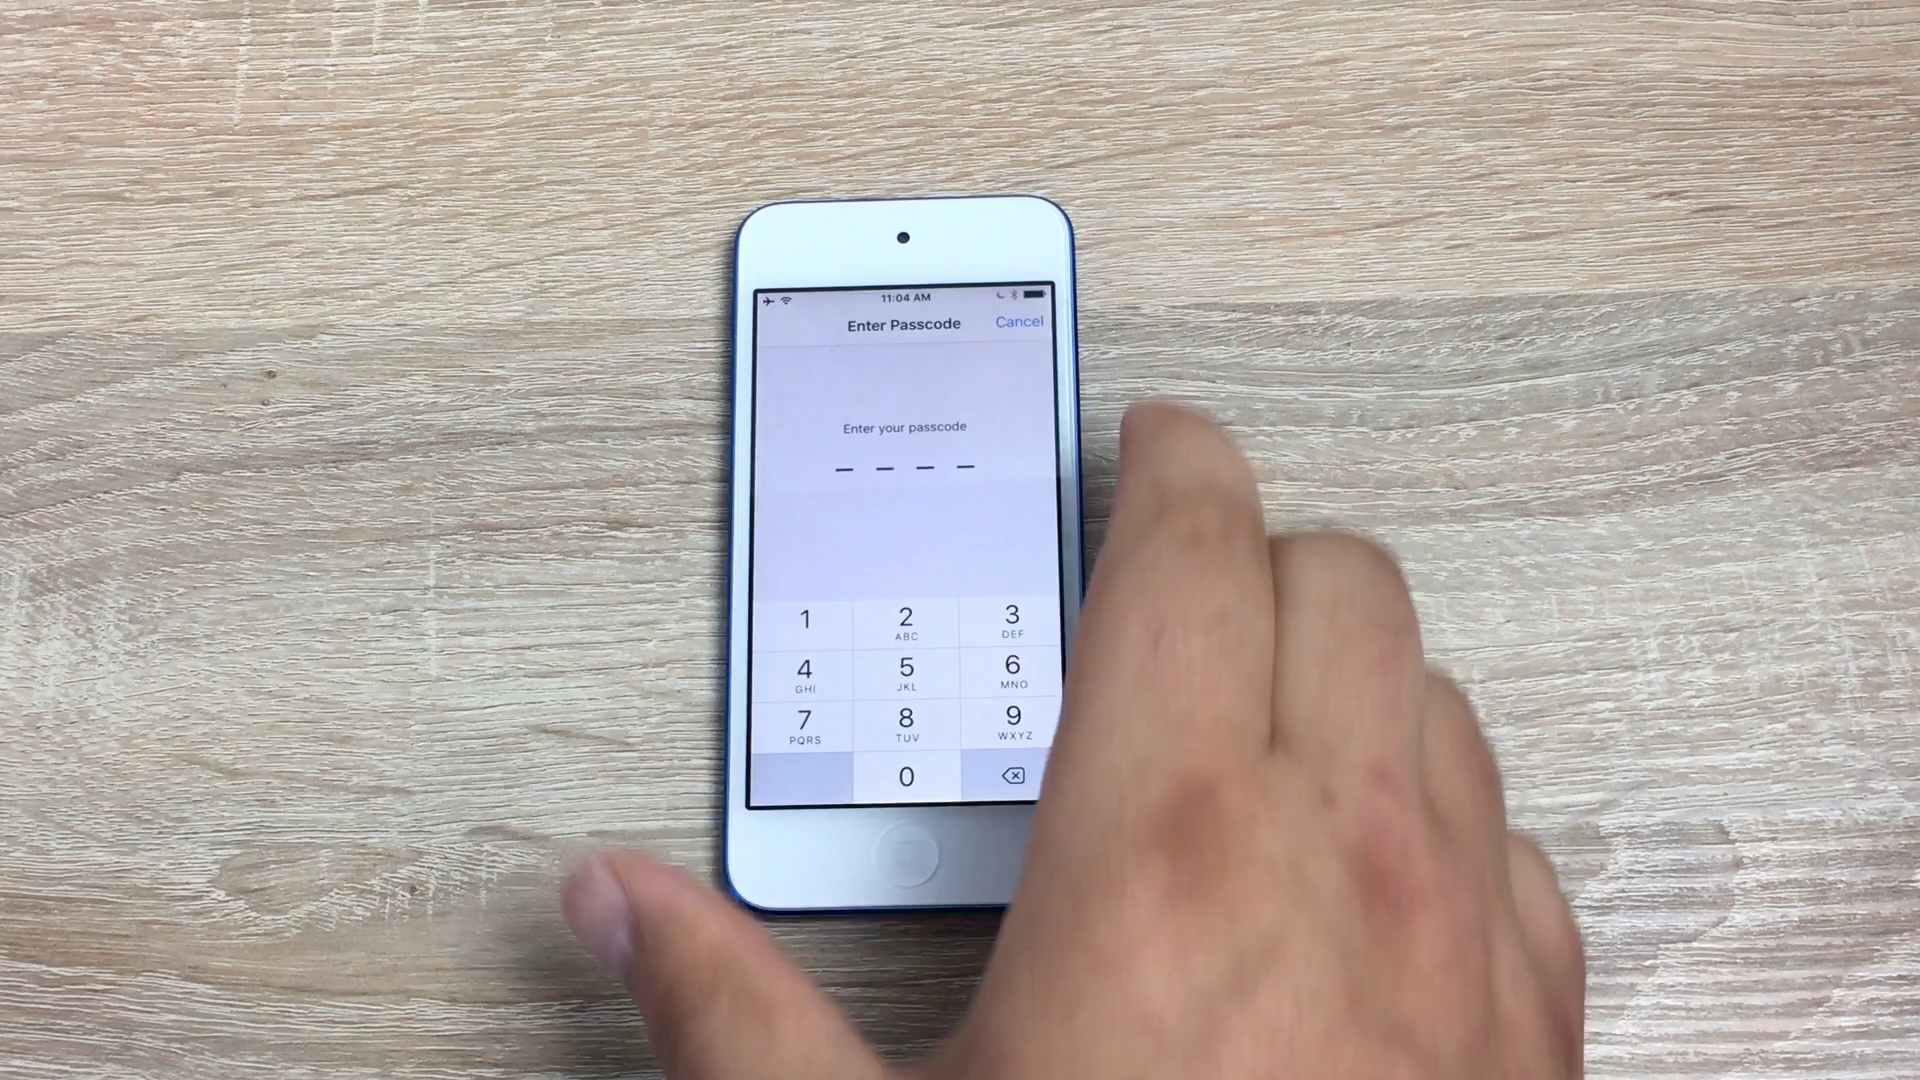 11:04 AM
Enter Passcode Cancel
Enter your passcode
1 2 3
ABC DEF
4 5 6
GHI JKL MNO
7 8 9
PQRS TUV WXYZ
0